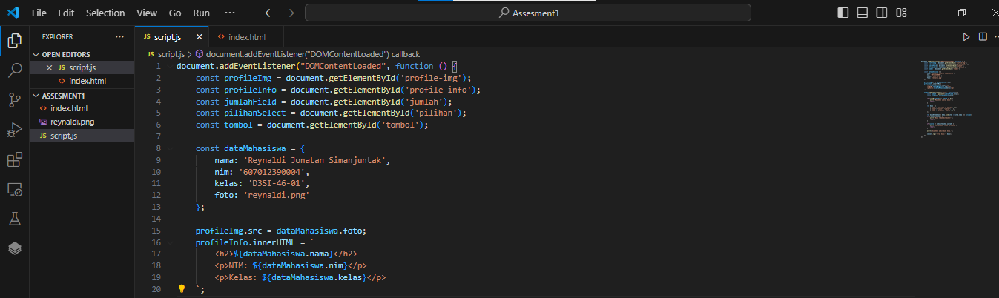 File Edit Selection View Go Run ··· Assesment1
EXPLORER ···
OPEN EDITORS
script.js
index.html
ASSESMENT1
index.html
reynaldi.png
script.js
JS script.js index.html
JS script.js > document.addEventListener("DOMContentLoaded") callback
1 document.addEventListener("DOMContentLoaded", function () {
2 const profileImg = document.getElementById('profile-img');
3 const profileInfo = document.getElementById('profile-info');
4 const jumlahField = document.getElementById('jumlah');
5 const pilihanSelect = document.getElementById('pilihan');
6 const tombol = document.getElementById('tombol');
7
8 const dataMahasiswa = {
9 nama: 'Reynaldi Jonatan Simanjuntak',
10 nim: '607012390004',
11 kelas: 'D3SI-46-01',
12 foto: 'reynaldi.png'
13 };
14
15 profileImg.src = dataMahasiswa.foto;
16 profileInfo.innerHTML = `
17 <h2>${dataMahasiswa.nama}</h2>
18 <p>NIM: ${dataMahasiswa.nim}</p>
19 <p>Kelas: ${dataMahasiswa.kelas}</p>
20 `;